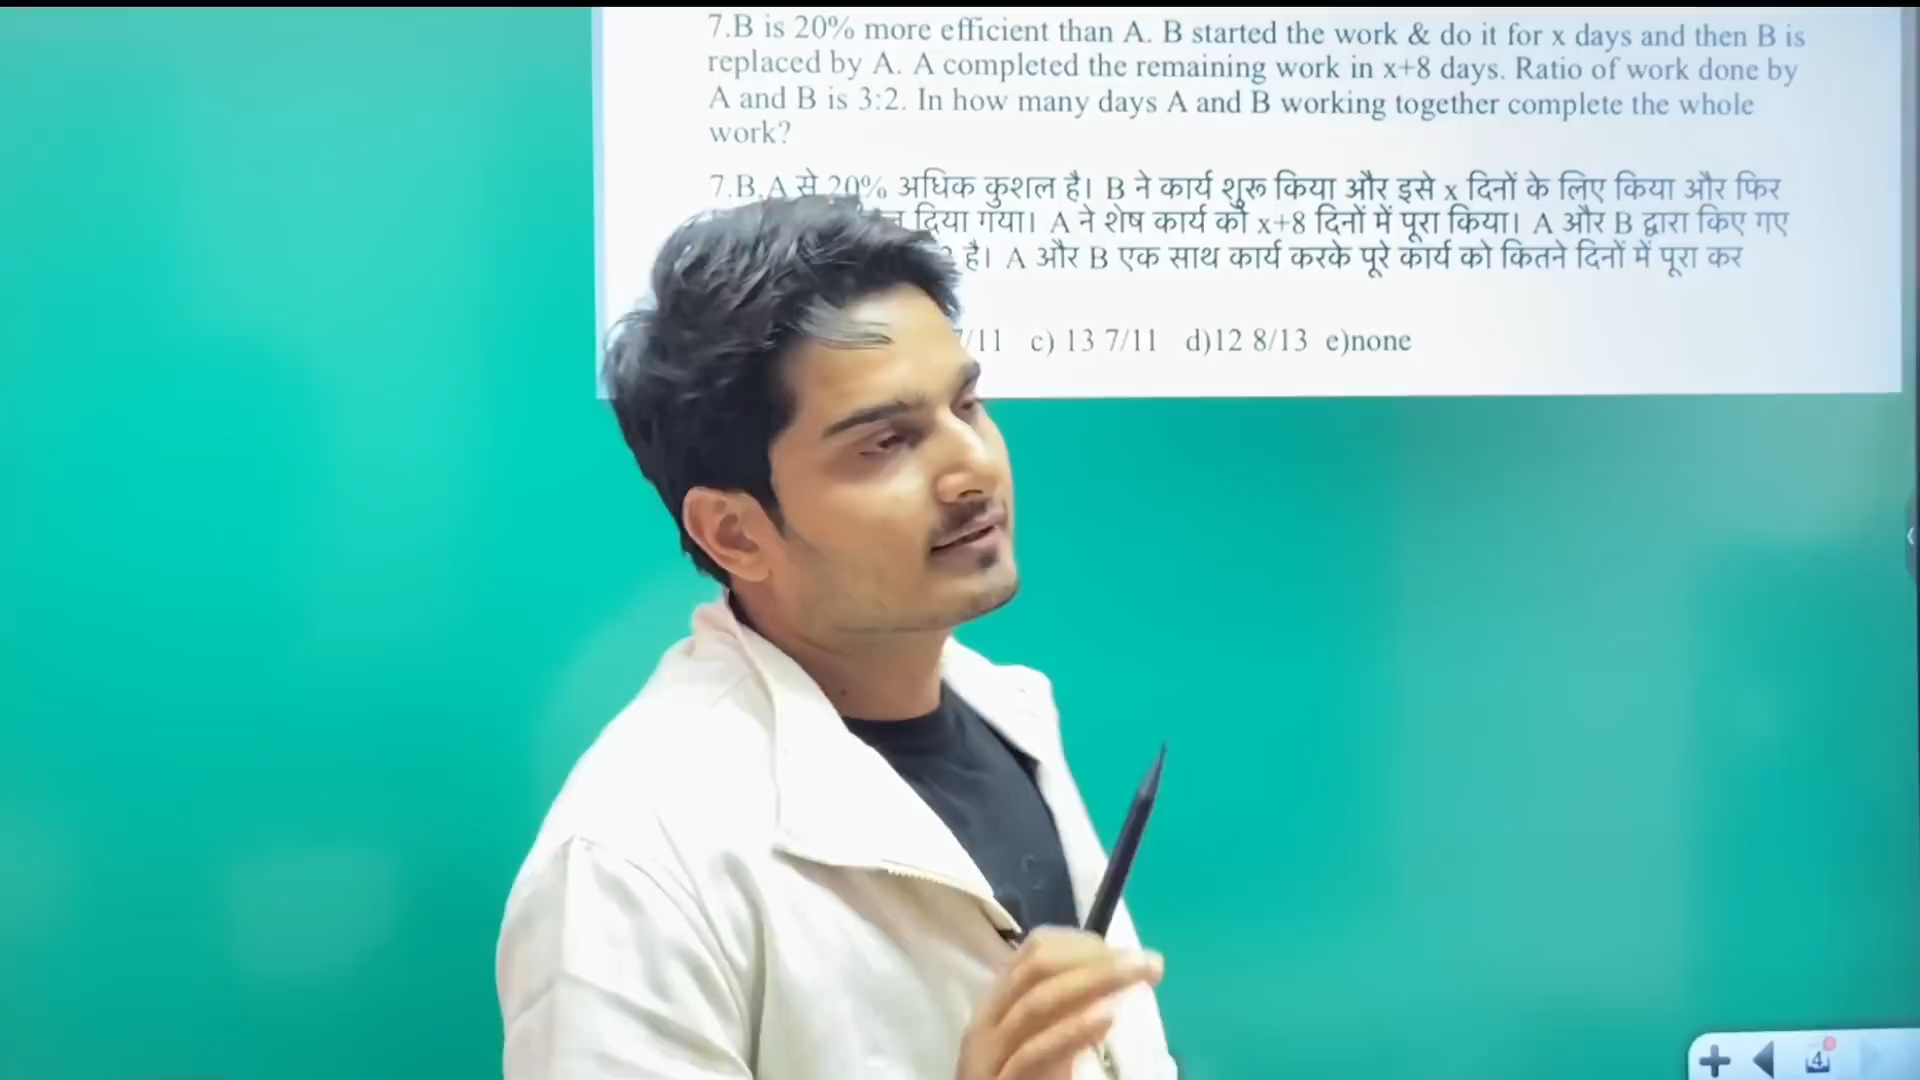 7.B is 20% more efficient than A. B started the work & do it for x days and then B is
replaced by A. A completed the remaining work in x+8 days. Ratio of work done by
A and B is 3:2. In how many days A and B working together complete the whole
work?
7.B,A से 20% अधिक कुशल है। B ने कार्य शुरू किया और इसे x दिनों के लिए किया और फिर
दिया गया। A ने शेष कार्य को x+8 दिनों में पूरा किया। A और B द्वारा किए गए
है। A और B एक साथ कार्य करके पूरे कार्य को कितने दिनों में पूरा कर
/11 c) 13 7/11 d)12 8/13 e)none
4